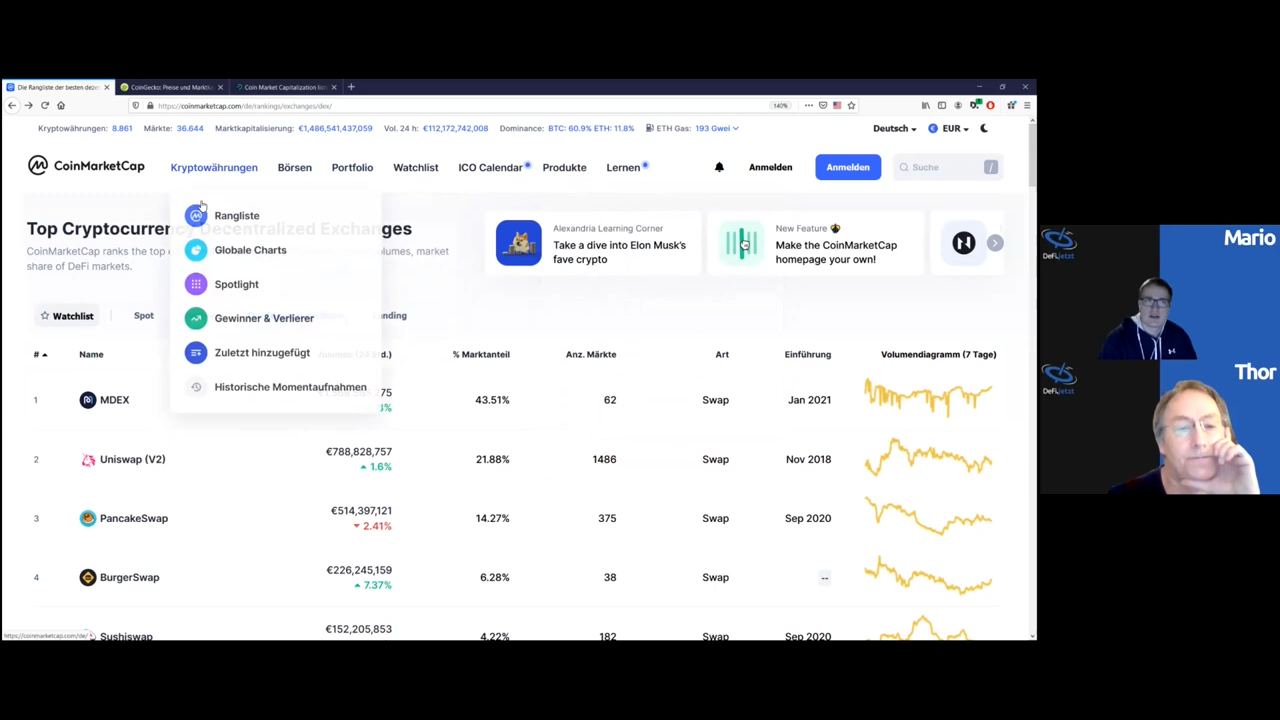 Die Rangliste der besten dezen
CoinGecko: Preise und Marktka
Coin Market Capitalization lists
https://coinmarketcap.com/de/rankings/exchanges/dex/
140%
Kryptowährungen: 8.861 Märkte: 36.644 Marktkapitalisierung: €1,486,541,437,059 Vol. 24 h: €112,172,742,008 Dominance: BTC: 60.9% ETH: 11.8% ETH Gas: 193 Gwei
Deutsch EUR
CoinMarketCap
Kryptowährungen Börsen Portfolio Watchlist ICO Calendar Produkte Lernen
Anmelden Anmelden Suche /
Rangliste
Globale Charts
Spotlight
Gewinner & Verlierer
Zuletzt hinzugefügt
Historische Momentaufnahmen
Top Cryptocurrency Decentralized Exchanges
CoinMarketCap ranks the top
share of DeFi markets.
Alexandria Learning Corner
Take a dive into Elon Musk's
fave crypto
New Feature
Make the CoinMarketCap
homepage your own!
Watchlist Spot
# Name % Marktanteil Anz. Märkte Art Einführung Volumendiagramm (7 Tage)
1 MDEX 43.51% 62 Swap Jan 2021
2 Uniswap (V2) €788,828,757 1.6% 21.88% 1486 Swap Nov 2018
3 PancakeSwap €514,397,121 2.41% 14.27% 375 Swap Sep 2020
4 BurgerSwap €226,245,159 7.37% 6.28% 38 Swap --
Sushiswap €152,205,853 4.22% 182 Swap Sep 2020
https://coinmarketcap.com/de/
Mario
DeFi.jetzt
Thor
DeFi.jetzt